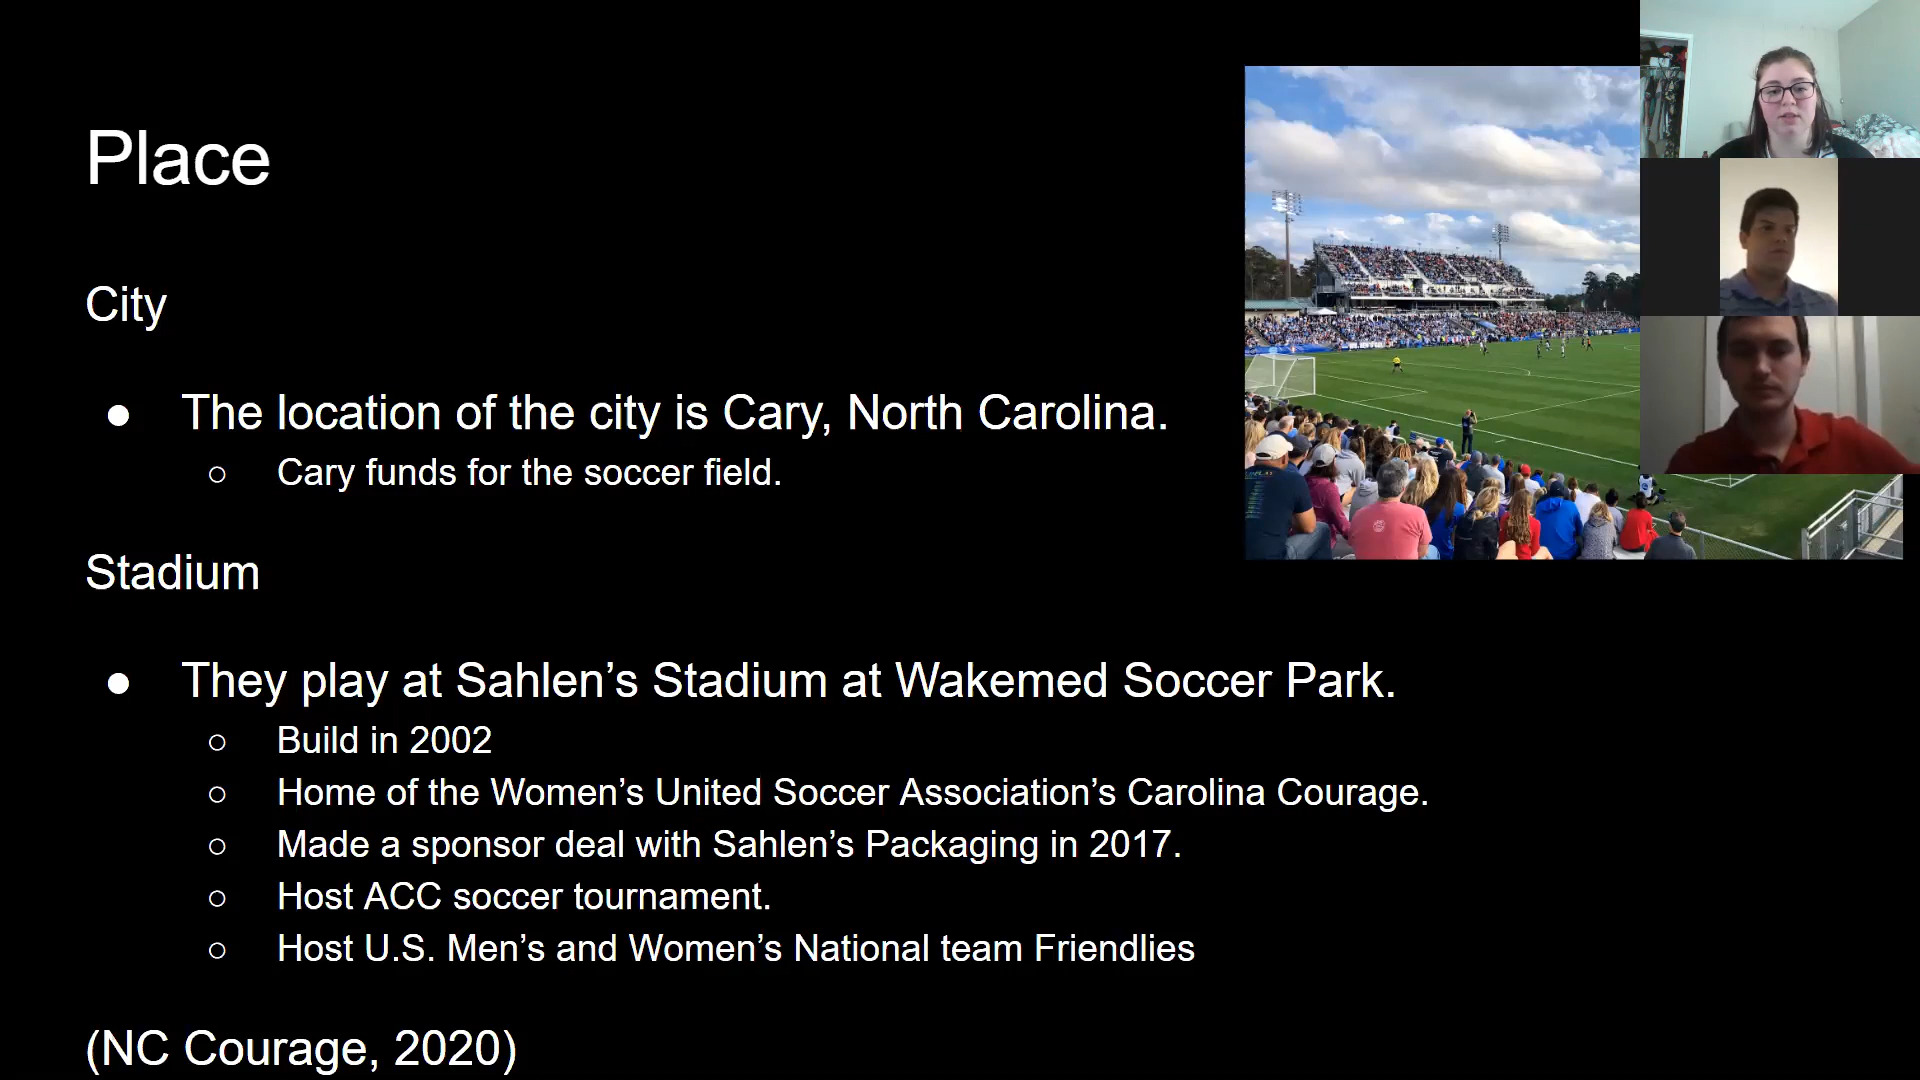 Place
City
● The location of the city is Cary, North Carolina.
○ Cary funds for the soccer field.
Stadium
● They play at Sahlen’s Stadium at Wakemed Soccer Park.
○ Build in 2002
○ Home of the Women’s United Soccer Association’s Carolina Courage.
○ Made a sponsor deal with Sahlen’s Packaging in 2017.
○ Host ACC soccer tournament.
○ Host U.S. Men’s and Women’s National team Friendlies
(NC Courage, 2020)